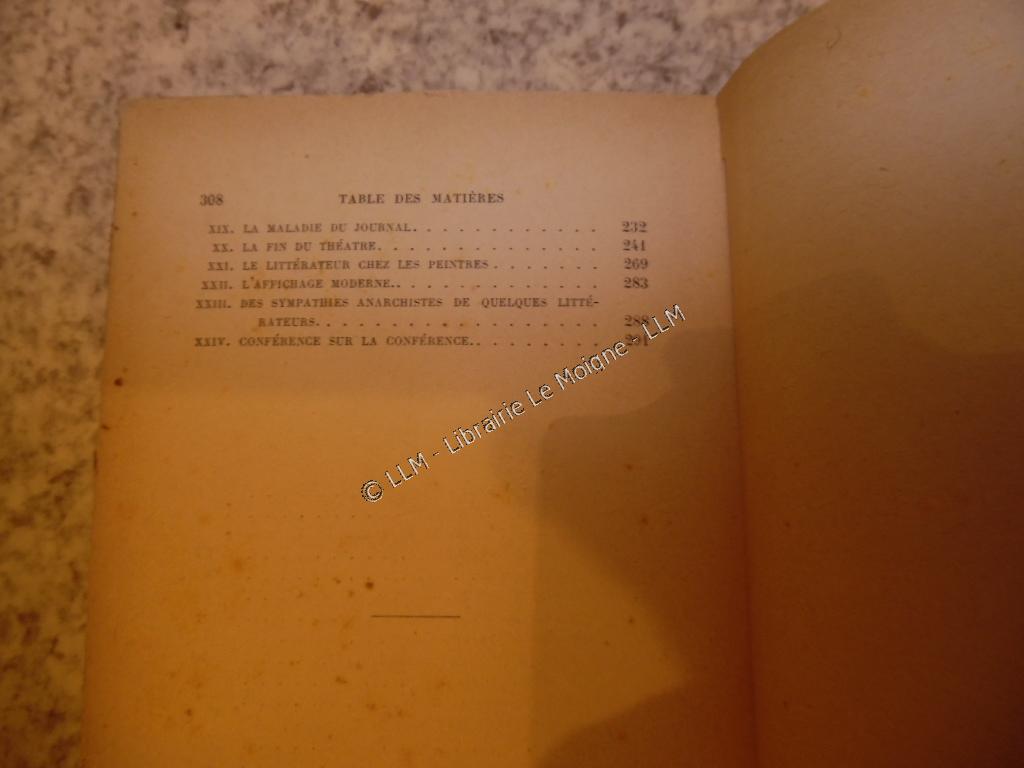 308 TABLE DES MATIÈRES
XIX. LA MALADIE DU JOURNAL. . . . . . . . . . . . . 232
XX. LA FIN DU THÉATRE. . . . . . . . . . . . . . . 241
XXI. LE LITTÉRATEUR CHEZ LES PEINTRES . . . . . . . 269
XXII. L'AFFICHAGE MODERNE. . . . . . . . . . . . . . 283
XXIII. DES SYMPATHIES ANARCHISTES DE QUELQUES LITTÉ-
RATEURS. . . . . . . . . . . . . . . . . 288
XXIV. CONFÉRENCE SUR LA CONFÉRENCE. . . . . . . . .
© LLM - Librairie Le Moigne - LLM